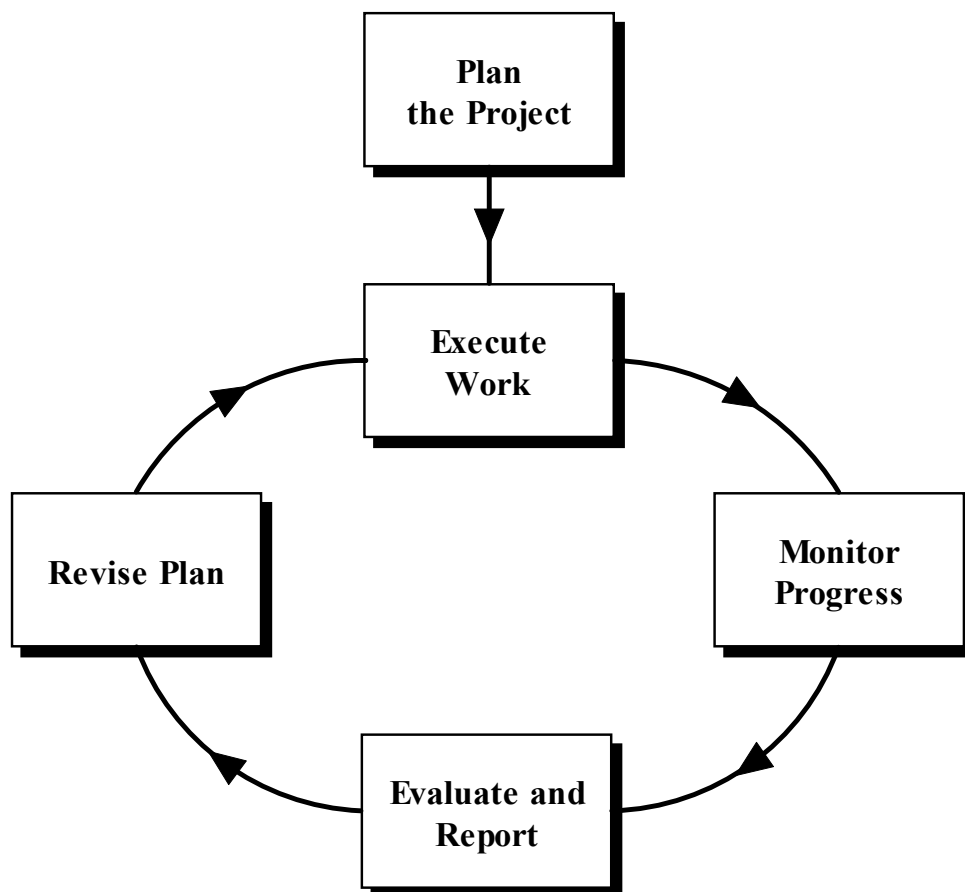 Plan
the Project
Execute
Work
Monitor
Progress
Evaluate and
Report
Revise Plan